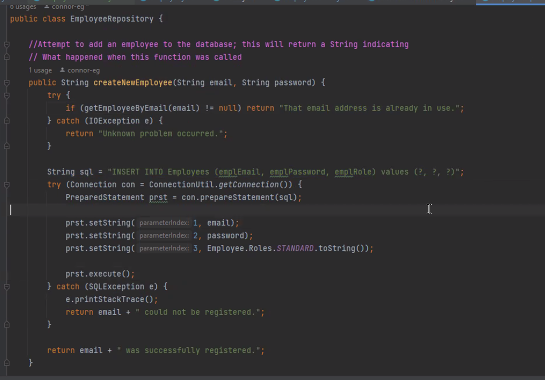 6 usages connor-eg
public class EmployeeRepository {
//Attempt to add an employee to the database; this will return a String indicating
// What happened when this function was called
1 usage connor-eg
public String createNewEmployee(String email, String password) {
try {
if (getEmployeeByEmail(email) != null) return "That email address is already in use.";
} catch (IOException e) {
return "Unknown problem occurred.";
}
String sql = "INSERT INTO Employees (emplEmail, emplPassword, emplRole) values (?, ?, ?)";
try (Connection con = ConnectionUtil.getConnection()) {
PreparedStatement prst = con.prepareStatement(sql);
prst.setString( parameterIndex: 1, email);
prst.setString( parameterIndex: 2, password);
prst.setString( parameterIndex: 3, Employee.Roles.STANDARD.toString());
prst.execute();
} catch (SQLException e) {
e.printStackTrace();
return email + " could not be registered.";
}
return email + " was successfully registered.";
}